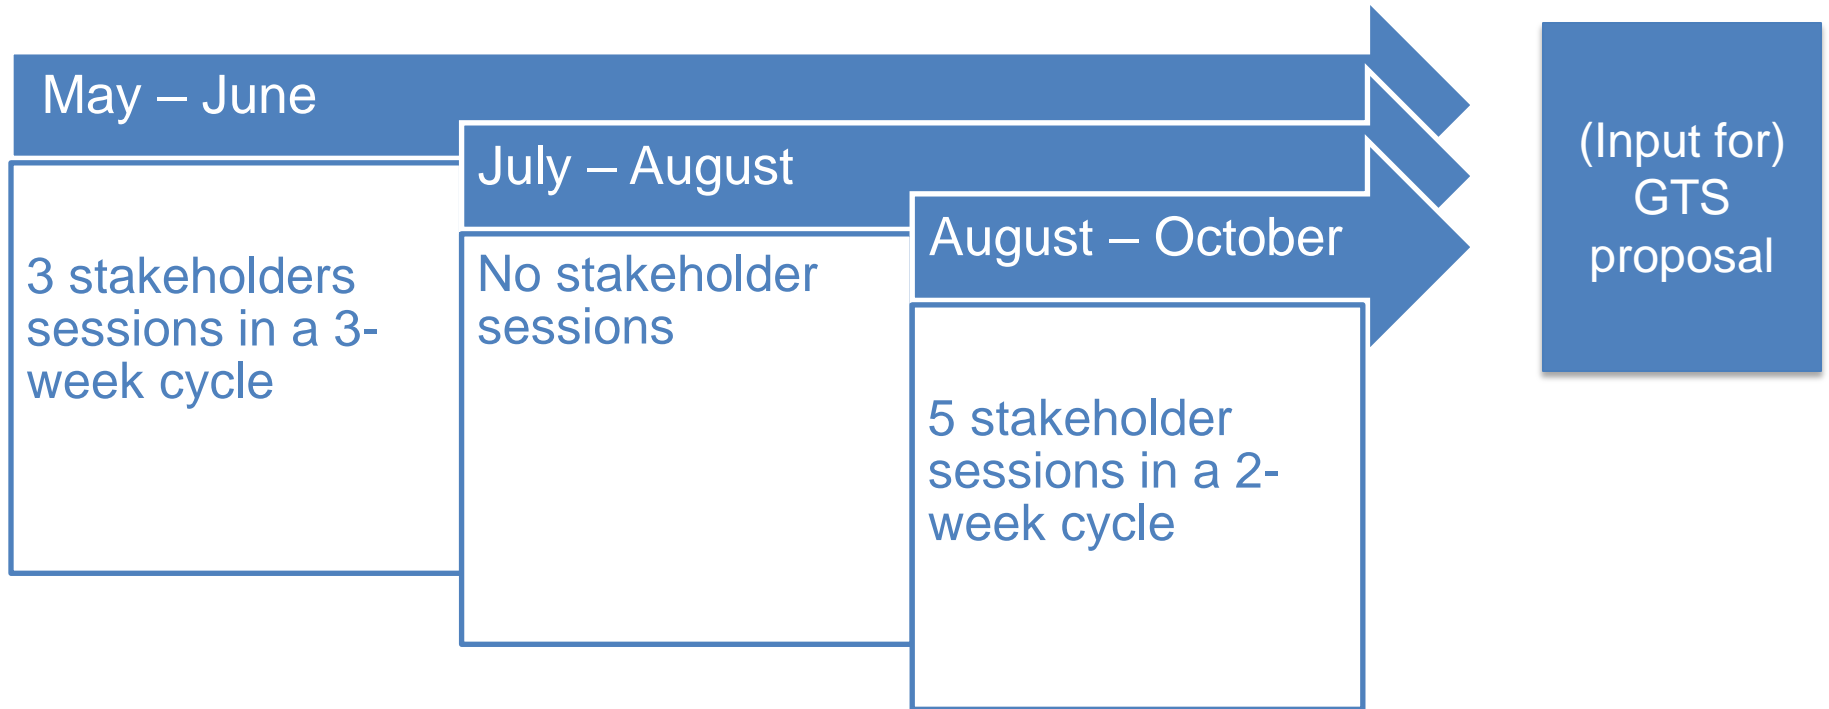 May – June
3 stakeholders
sessions in a 3-
week cycle
July – August
No stakeholder
sessions
August – October
5 stakeholder
sessions in a 2-
week cycle
(Input for)
GTS
proposal